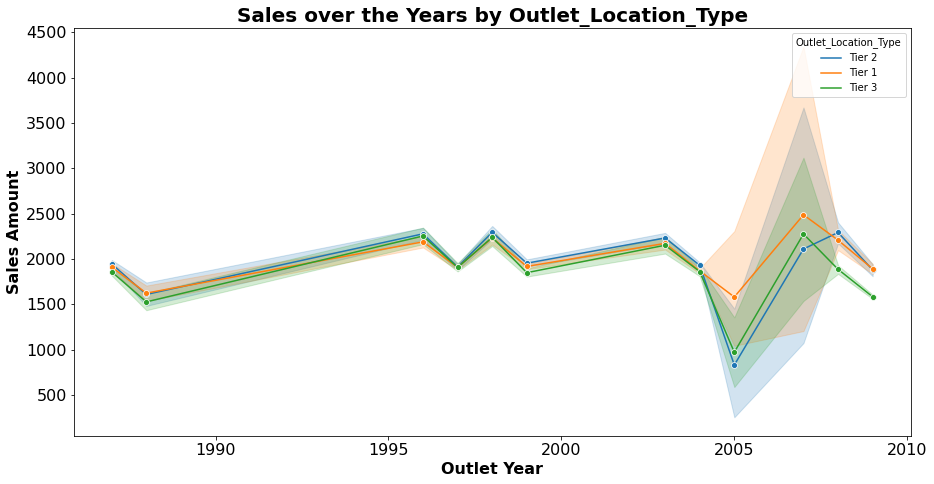 Sales over the Years by Outlet_Location_Type
Outlet_Location_Type
Tier 2
Tier 1
Tier 3
Sales Amount
4500
4000
3500
3000
2500
2000
1500
1000
500
1990
1995
2000
2005
2010
Outlet Year